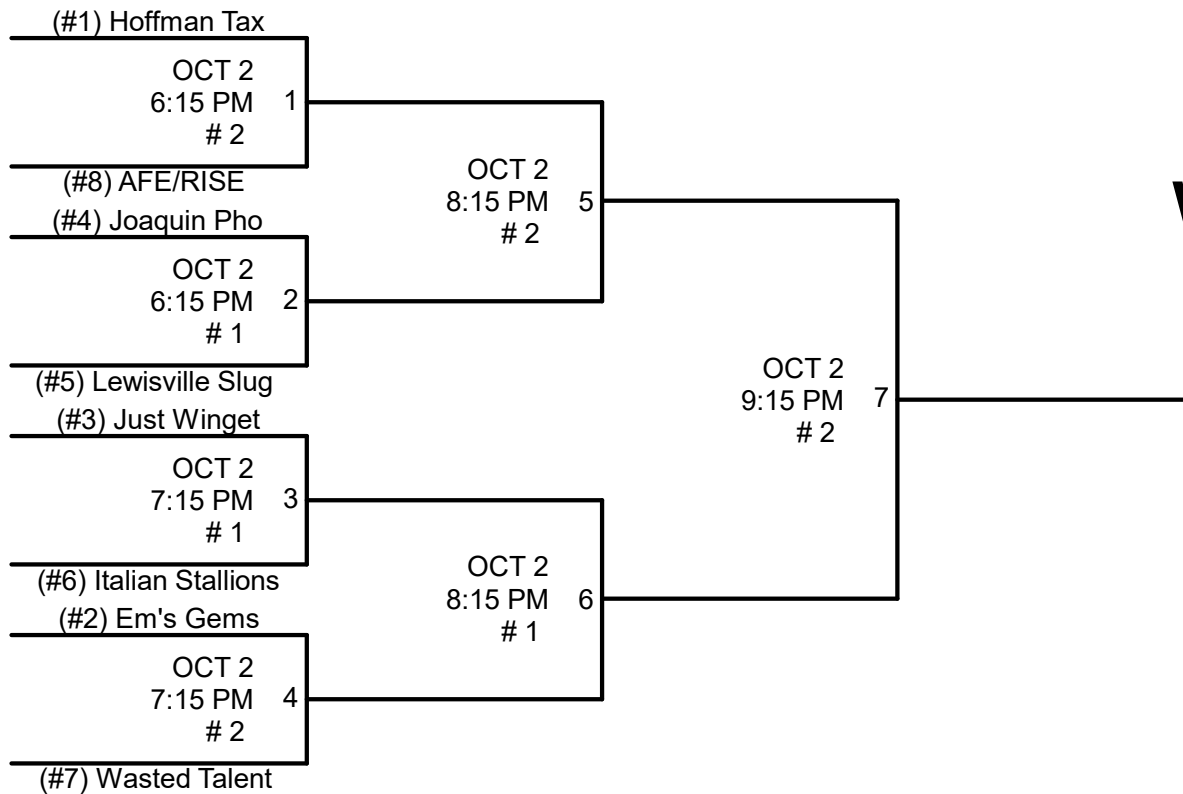 (#1) Hoffman Tax
OCT 2
6:15 PM
# 2
1
(#8) AFE/RISE
(#4) Joaquin Pho
OCT 2
6:15 PM
# 1
2
(#5) Lewisville Slug
(#3) Just Winget
OCT 2
7:15 PM
# 1
3
(#6) Italian Stallions
(#2) Em's Gems
OCT 2
7:15 PM
# 2
4
(#7) Wasted Talent
OCT 2
8:15 PM
# 2
5
OCT 2
8:15 PM
# 1
6
OCT 2
9:15 PM
# 2
7